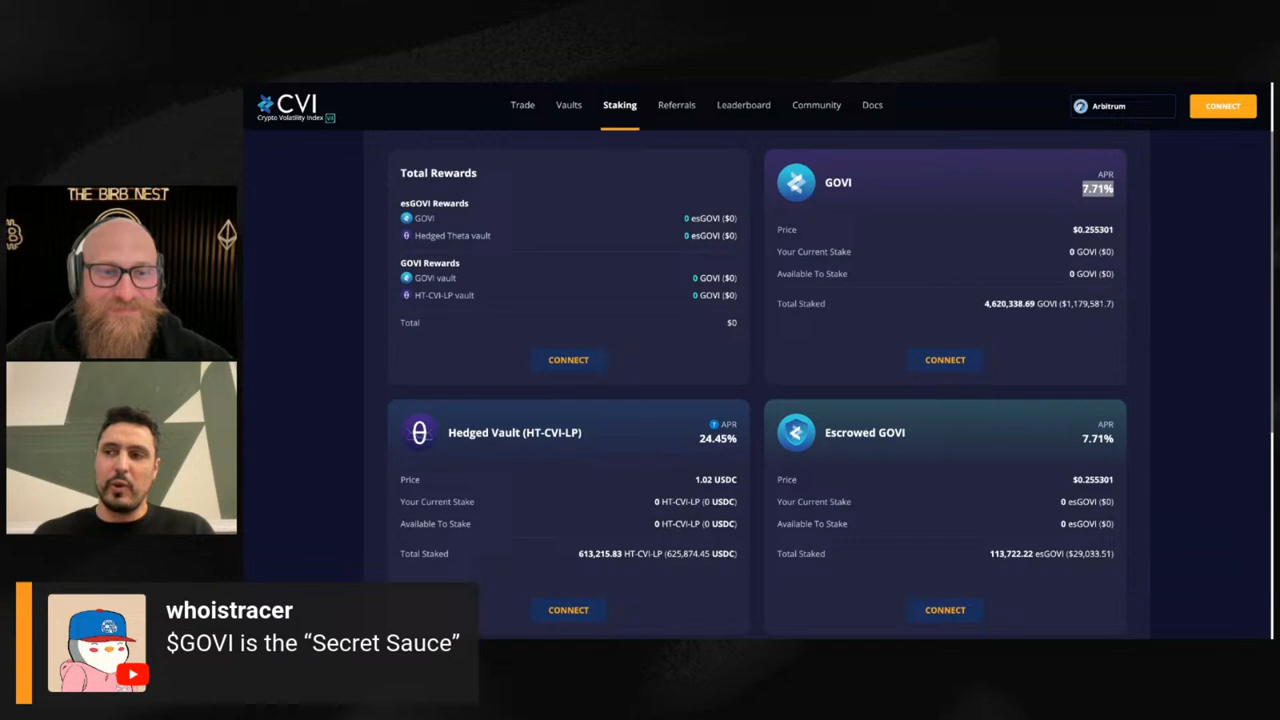 CVI
Crypto Volatility Index
Trade Vaults Staking Referrals Leaderboard Community Docs
Arbitrum
CONNECT
THE BIRB NEST
Total Rewards
esGOVI Rewards
GOVI 0 esGOVI ($0)
Hedged Theta vault 0 esGOVI ($0)
GOVI Rewards
GOVI vault 0 GOVI ($0)
HT-CVI-LP vault 0 GOVI ($0)
Total $0
CONNECT
GOVI
APR
7.71%
Price $0.255301
Your Current Stake 0 GOVI ($0)
Available To Stake 0 GOVI ($0)
Total Staked 4,620,338.69 GOVI ($1,179,581.7)
CONNECT
Hedged Vault (HT-CVI-LP)
APR
24.45%
Price 1.02 USDC
Your Current Stake 0 HT-CVI-LP (0 USDC)
Available To Stake 0 HT-CVI-LP (0 USDC)
Total Staked 613,215.83 HT-CVI-LP (625,874.45 USDC)
CONNECT
Escrowed GOVI
APR
7.71%
Price $0.255301
Your Current Stake 0 esGOVI ($0)
Available To Stake 0 esGOVI ($0)
Total Staked 113,722.22 esGOVI ($29,033.51)
CONNECT
whoistracer
$GOVI is the “Secret Sauce”